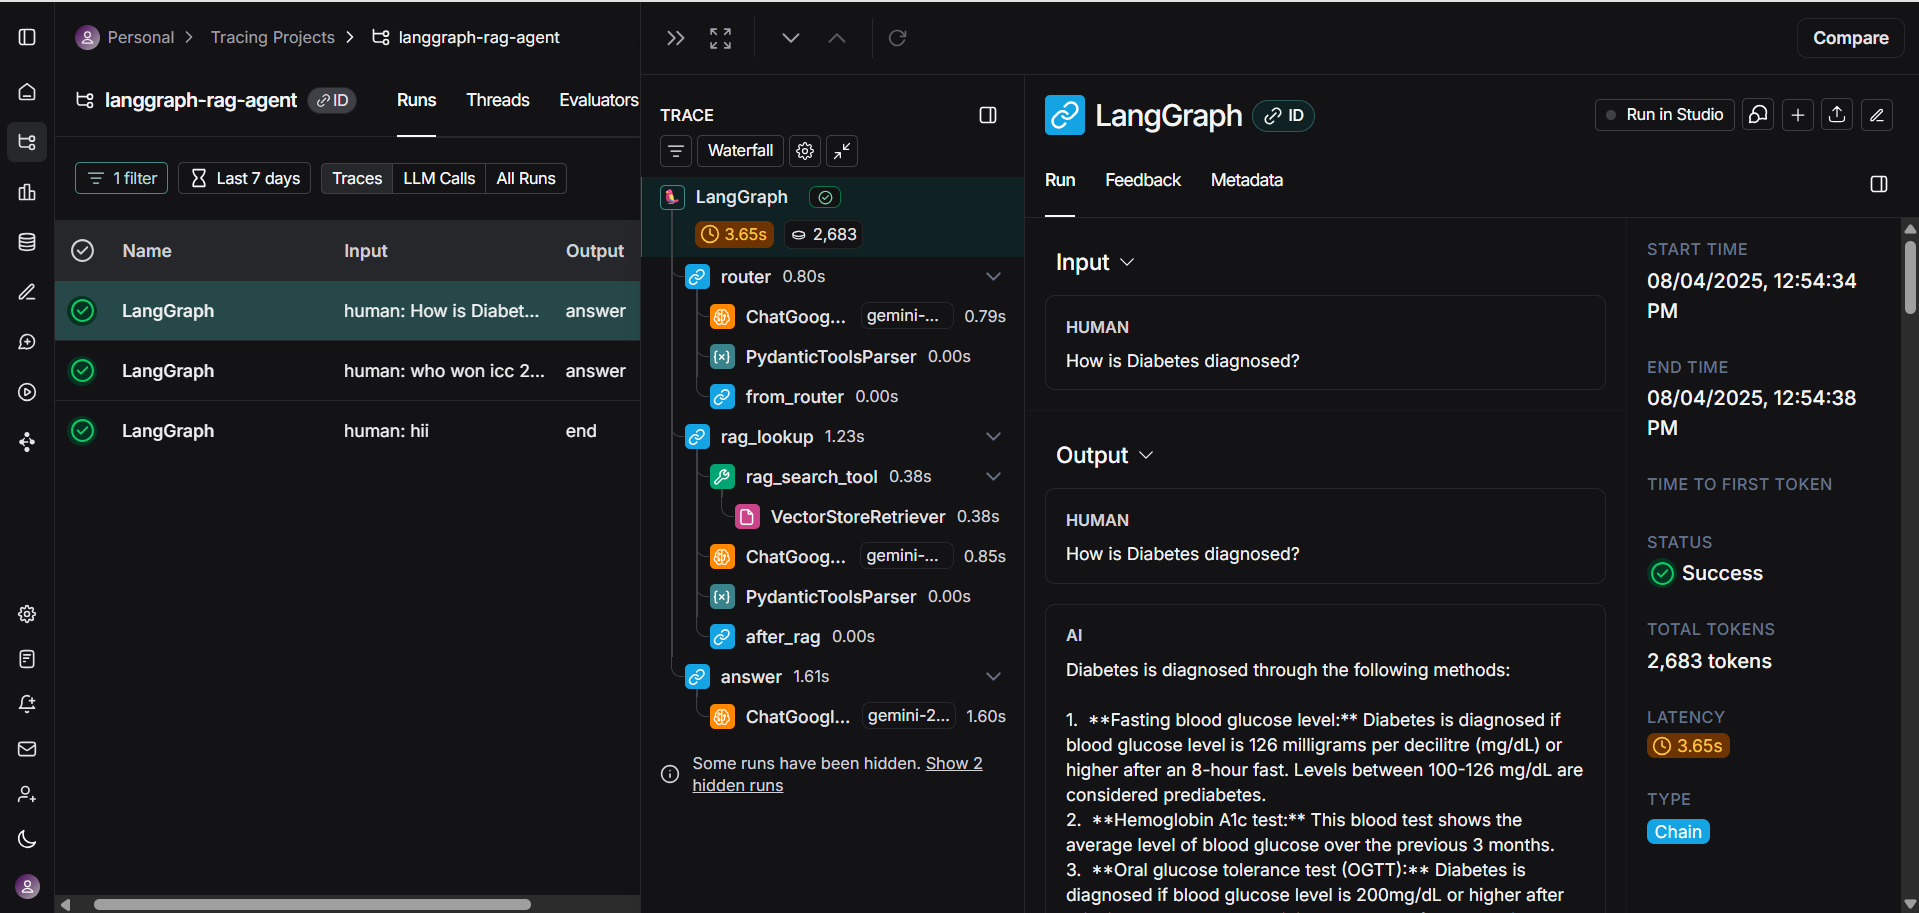 Personal > Tracing Projects > langgraph-rag-agent
langgraph-rag-agent ID Runs Threads Evaluators
1 filter Last 7 days Traces LLM Calls All Runs
Name Input Output
LangGraph human: How is Diabet... answer
LangGraph human: who won icc 2... answer
LangGraph human: hii end
TRACE
Waterfall
LangGraph
3.65s 2,683
router 0.80s
ChatGoog... gemini-... 0.79s
PydanticToolsParser 0.00s
from_router 0.00s
rag_lookup 1.23s
rag_search_tool 0.38s
VectorStoreRetriever 0.38s
ChatGoog... gemini-... 0.85s
PydanticToolsParser 0.00s
after_rag 0.00s
answer 1.61s
ChatGoogl... gemini-2... 1.60s
Some runs have been hidden. Show 2
hidden runs
Compare
LangGraph ID
Run in Studio
Run Feedback Metadata
Input
HUMAN
How is Diabetes diagnosed?
Output
HUMAN
How is Diabetes diagnosed?
AI
Diabetes is diagnosed through the following methods:
1. **Fasting blood glucose level:** Diabetes is diagnosed if
blood glucose level is 126 milligrams per decilitre (mg/dL) or
higher after an 8-hour fast. Levels between 100-126 mg/dL are
considered prediabetes.
2. **Hemoglobin A1c test:** This blood test shows the
average level of blood glucose over the previous 3 months.
3. **Oral glucose tolerance test (OGTT):** Diabetes is
diagnosed if blood glucose level is 200mg/dL or higher after
START TIME
08/04/2025, 12:54:34
PM
END TIME
08/04/2025, 12:54:38
PM
TIME TO FIRST TOKEN
STATUS
Success
TOTAL TOKENS
2,683 tokens
LATENCY
3.65s
TYPE
Chain